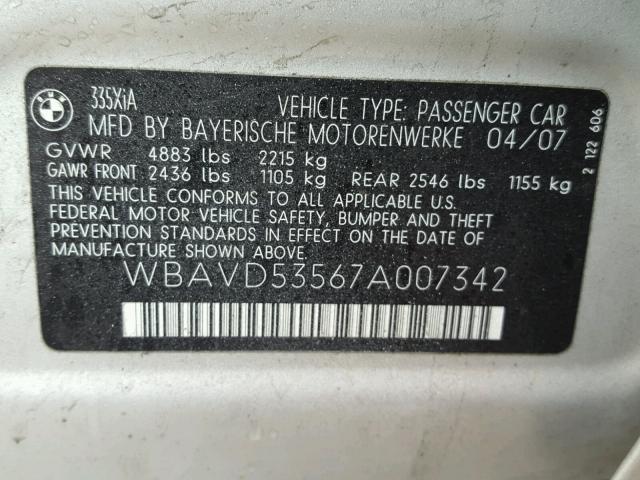 BMW
335XiA
VEHICLE TYPE: PASSENGER CAR
MFD BY BAYERISCHE MOTORENWERKE 04/07
GVWR 4883 lbs 2215 kg
GAWR FRONT 2436 lbs 1105 kg REAR 2546 lbs 1155 kg
THIS VEHICLE CONFORMS TO ALL APPLICABLE U.S.
FEDERAL MOTOR VEHICLE SAFETY, BUMPER AND THEFT
PREVENTION STANDARDS IN EFFECT ON THE DATE OF
MANUFACTURE SHOWN ABOVE.
WBAVD53567A007342
2 122 606